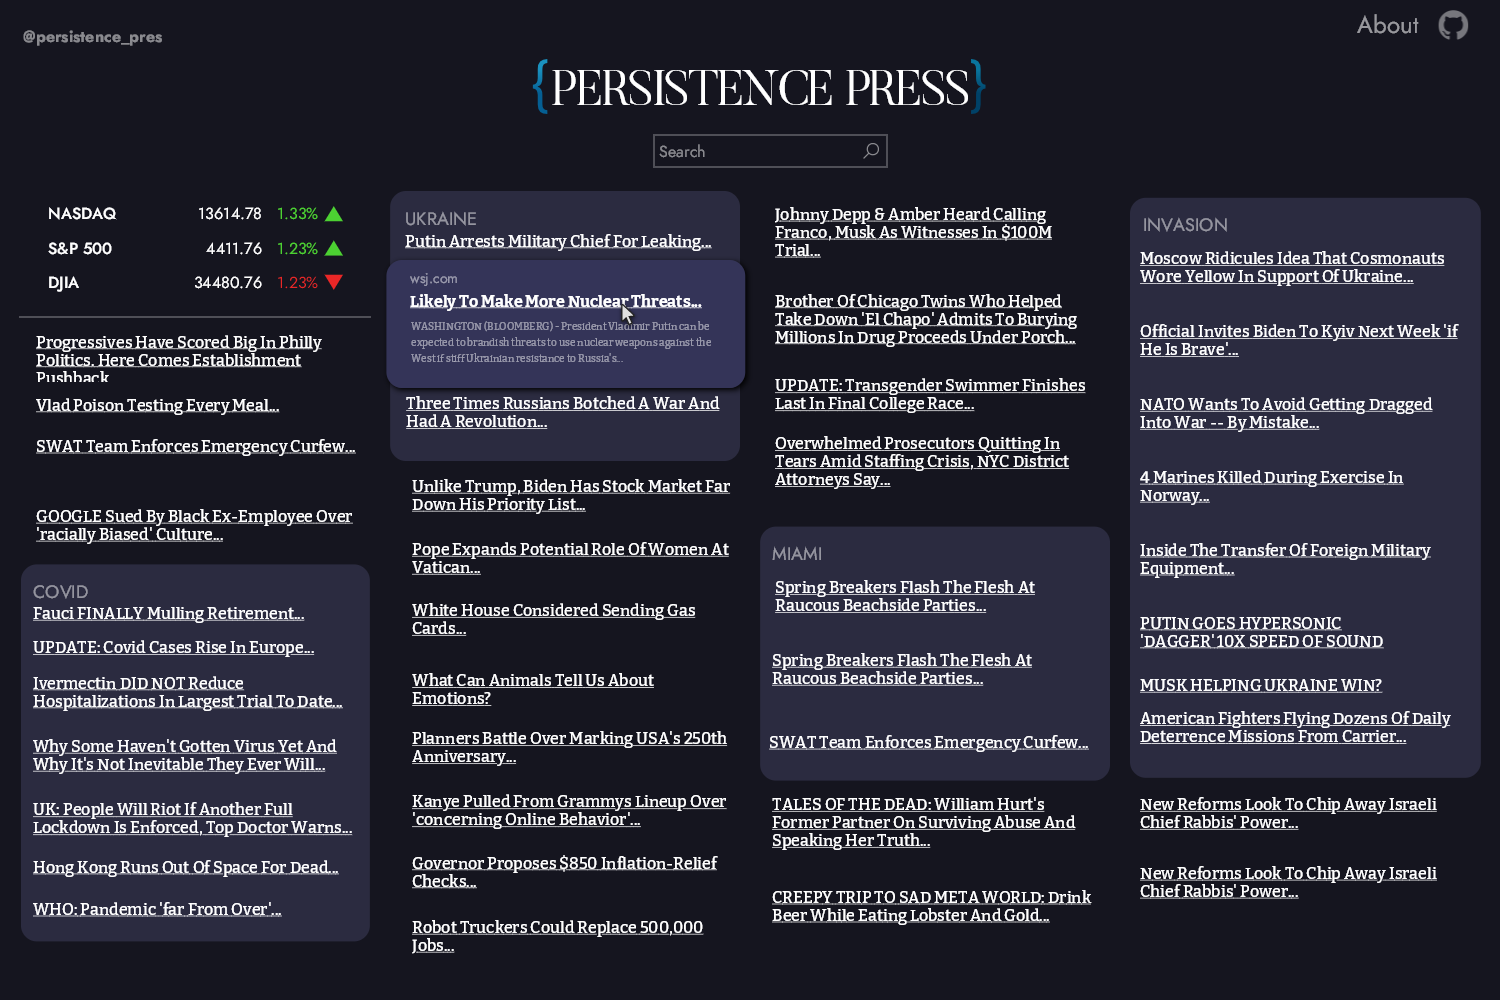 @persistence_pres
About
{PERSISTENCE PRESS}
Search
NASDAQ 13614.78 1.33%
S&P 500 4411.76 1.23%
DJIA 34480.76 1.23%
Progressives Have Scored Big In Philly
Politics. Here Comes Establishment
Pushback
Vlad Poison Testing Every Meal...
SWAT Team Enforces Emergency Curfew...
GOOGLE Sued By Black Ex-Employee Over
'racially Biased' Culture...
COVID
Fauci FINALLY Mulling Retirement...
UPDATE: Covid Cases Rise In Europe...
Ivermectin DID NOT Reduce
Hospitalizations In Largest Trial To Date...
Why Some Haven't Gotten Virus Yet And
Why It's Not Inevitable They Ever Will...
UK: People Will Riot If Another Full
Lockdown Is Enforced, Top Doctor Warns...
Hong Kong Runs Out Of Space For Dead...
WHO: Pandemic 'far From Over'...
UKRAINE
Putin Arrests Military Chief For Leaking...
wsj.com
Likely To Make More Nuclear Threats...
WASHINGTON (BLOOMBERG) - President Vladimir Putin can be
expected to brandish threats to use nuclear weapons against the
West if stiff Ukrainian resistance to Russia's...
Three Times Russians Botched A War And
Had A Revolution...
Unlike Trump, Biden Has Stock Market Far
Down His Priority List...
Pope Expands Potential Role Of Women At
Vatican...
White House Considered Sending Gas
Cards...
What Can Animals Tell Us About
Emotions?
Planners Battle Over Marking USA's 250th
Anniversary...
Kanye Pulled From Grammys Lineup Over
'concerning Online Behavior'...
Governor Proposes $850 Inflation-Relief
Checks...
Robot Truckers Could Replace 500,000
Jobs...
Johnny Depp & Amber Heard Calling
Franco, Musk As Witnesses In $100M
Trial...
Brother Of Chicago Twins Who Helped
Take Down 'El Chapo' Admits To Burying
Millions In Drug Proceeds Under Porch...
UPDATE: Transgender Swimmer Finishes
Last In Final College Race...
Overwhelmed Prosecutors Quitting In
Tears Amid Staffing Crisis, NYC District
Attorneys Say...
MIAMI
Spring Breakers Flash The Flesh At
Raucous Beachside Parties...
Spring Breakers Flash The Flesh At
Raucous Beachside Parties...
SWAT Team Enforces Emergency Curfew...
TALES OF THE DEAD: William Hurt's
Former Partner On Surviving Abuse And
Speaking Her Truth...
CREEPY TRIP TO SAD META WORLD: Drink
Beer While Eating Lobster And Gold...
INVASION
Moscow Ridicules Idea That Cosmonauts
Wore Yellow In Support Of Ukraine...
Official Invites Biden To Kyiv Next Week 'if
He Is Brave'...
NATO Wants To Avoid Getting Dragged
Into War -- By Mistake...
4 Marines Killed During Exercise In
Norway...
Inside The Transfer Of Foreign Military
Equipment...
PUTIN GOES HYPERSONIC
'DAGGER' 10X SPEED OF SOUND
MUSK HELPING UKRAINE WIN?
American Fighters Flying Dozens Of Daily
Deterrence Missions From Carrier...
New Reforms Look To Chip Away Israeli
Chief Rabbis' Power...
New Reforms Look To Chip Away Israeli
Chief Rabbis' Power...